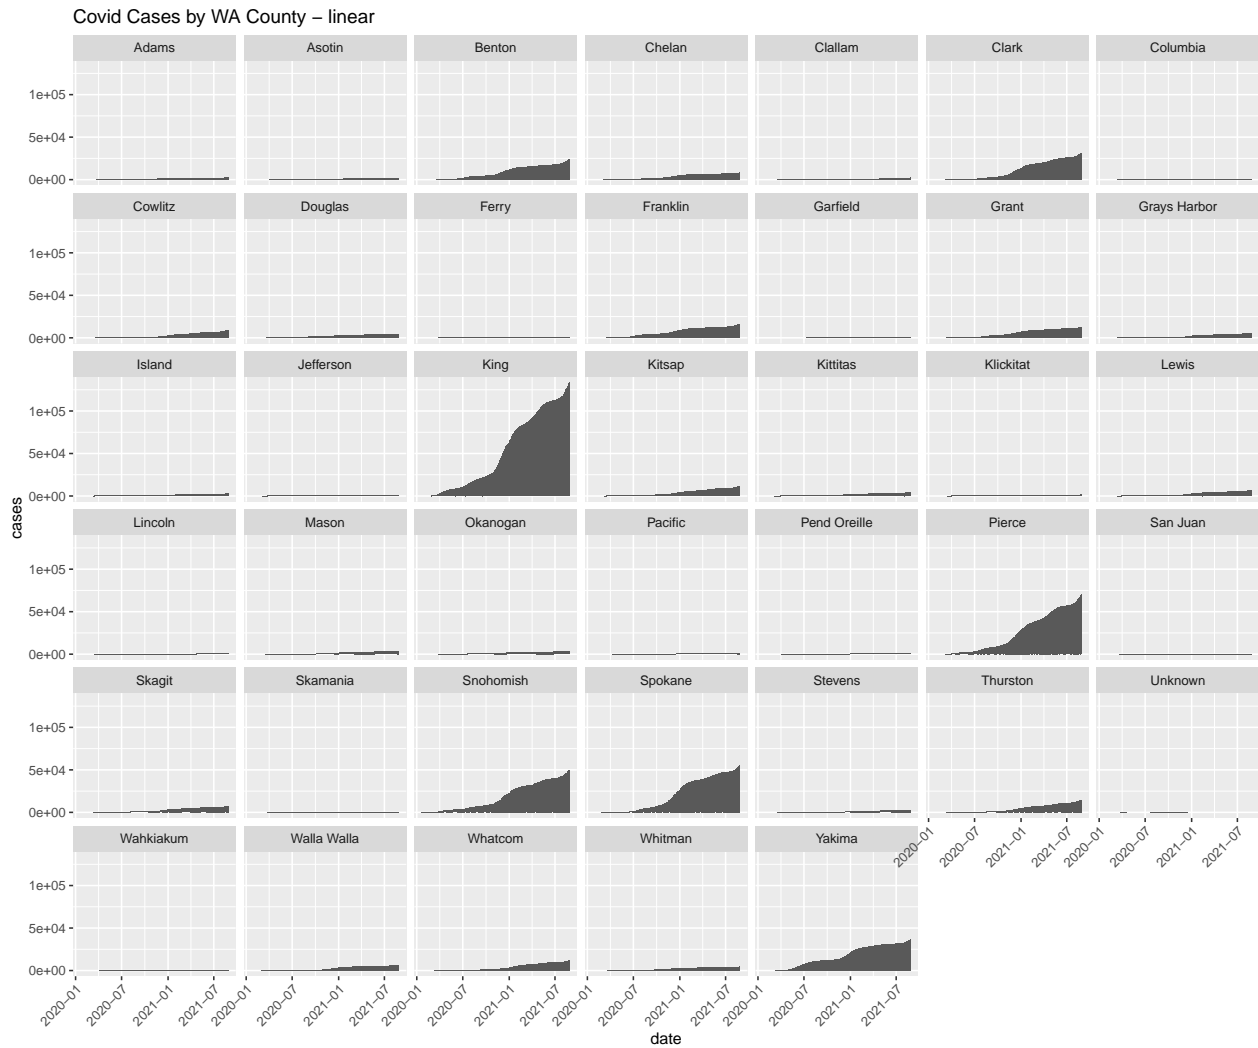 Covid Cases by WA County – linear
Adams Asotin Benton Chelan Clallam Clark Columbia
1e+05
5e+04
0e+00
Cowlitz Douglas Ferry Franklin Garfield Grant Grays Harbor
1e+05
5e+04
0e+00
Island Jefferson King Kitsap Kittitas Klickitat Lewis
1e+05
5e+04
0e+00
cases
Lincoln Mason Okanogan Pacific Pend Oreille Pierce San Juan
1e+05
5e+04
0e+00
Skagit Skamania Snohomish Spokane Stevens Thurston Unknown
1e+05
5e+04
0e+00
2020–01 2020–07 2021–01 2021–07 2020–01 2020–07 2021–01 2021–07
Wahkiakum Walla Walla Whatcom Whitman Yakima
1e+05
5e+04
0e+00
2020–01 2020–07 2021–01 2021–07 2020–01 2020–07 2021–01 2021–07 2020–01 2020–07 2021–01 2021–07 2020–01 2020–07 2021–01 2021–07 2020–01 2020–07 2021–01 2021–07
date